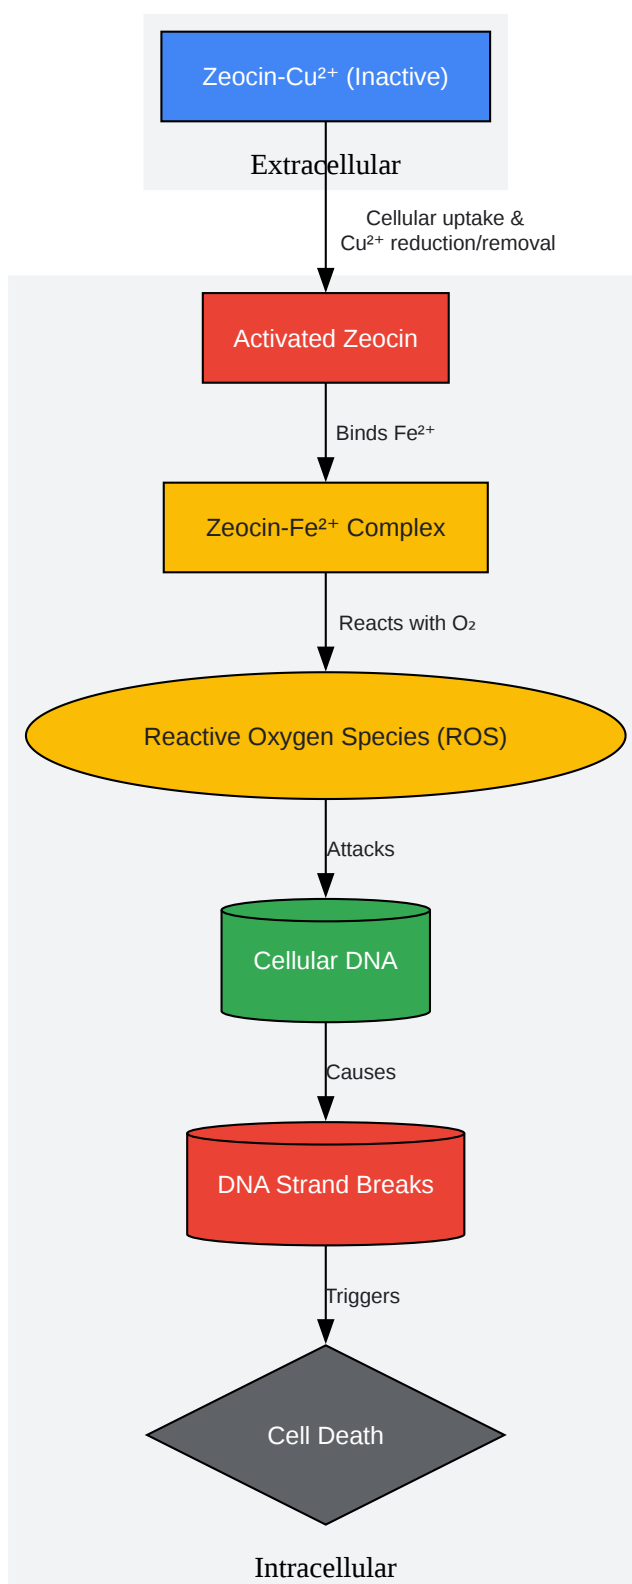 Zeocin-Cu²⁺ (Inactive)
Extracellular
Cellular uptake &
Cu²⁺ reduction/removal
Activated Zeocin
Binds Fe²⁺
Zeocin-Fe²⁺ Complex
Reacts with O₂
Reactive Oxygen Species (ROS)
Attacks
Cellular DNA
Causes
DNA Strand Breaks
Triggers
Cell Death
Intracellular